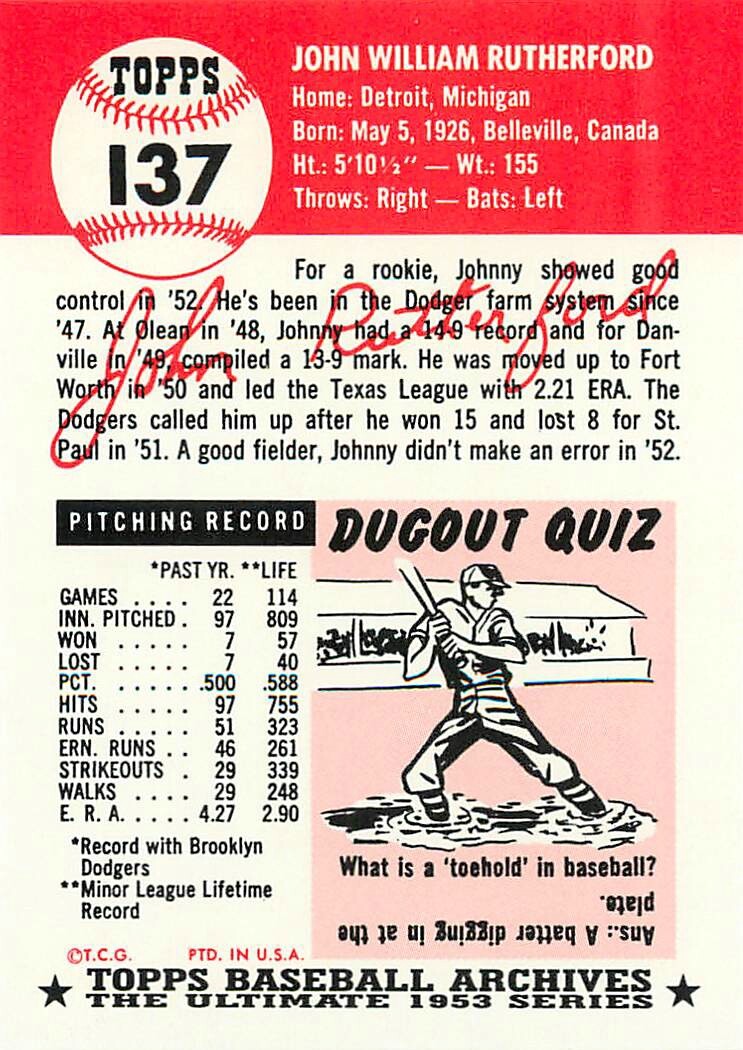 TOPPS
137
JOHN WILLIAM RUTHERFORD
Home: Detroit, Michigan
Born: May 5, 1926, Belleville, Canada
Ht.: 5'10½" — Wt.: 155
Throws: Right — Bats: Left
For a rookie, Johnny showed good
control in '52. He's been in the Dodger farm system since
'47. At Olean in '48, Johnny had a 14-9 record and for Dan-
ville in '49, compiled a 13-9 mark. He was moved up to Fort
Worth in '50 and led the Texas League with 2.21 ERA. The
Dodgers called him up after he won 15 and lost 8 for St.
Paul in '51. A good fielder, Johnny didn't make an error in '52.
John Rutherford
PITCHING RECORD
*PAST YR. **LIFE
GAMES . . . . 22 114
INN. PITCHED . 97 809
WON . . . . . 7 57
LOST . . . . . 7 40
PCT. . . . . . .500 .588
HITS . . . . . 97 755
RUNS . . . . . 51 323
ERN. RUNS . . 46 261
STRIKEOUTS . 29 339
WALKS . . . . 29 248
E. R. A. . . . . 4.27 2.90
*Record with Brooklyn
Dodgers
**Minor League Lifetime
Record
DUGOUT QUIZ
What is a 'toehold' in baseball?
Ans.: A batter digging in at the
plate.
©T.C.G. PTD. IN U.S.A.
TOPPS BASEBALL ARCHIVES
THE ULTIMATE 1953 SERIES